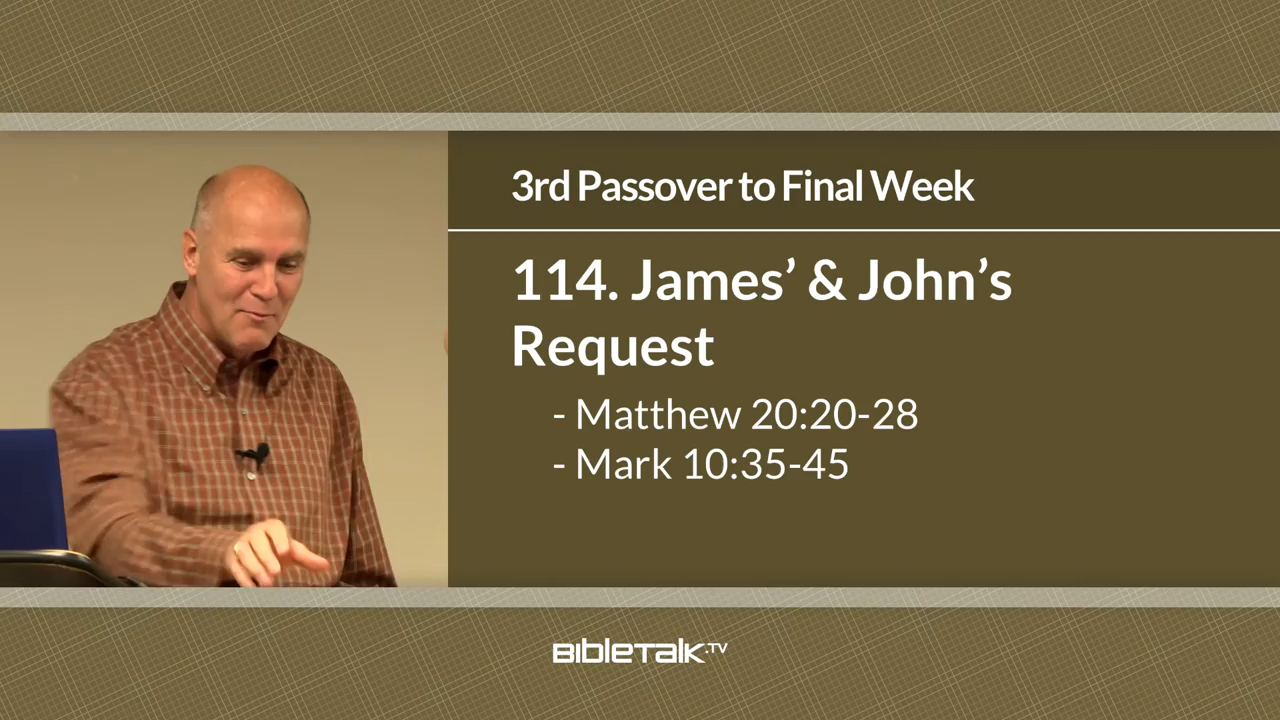 3rd Passover to Final Week
114. James’ & John’s
Request
- Matthew 20:20-28
- Mark 10:35-45
BibleTalk.TV